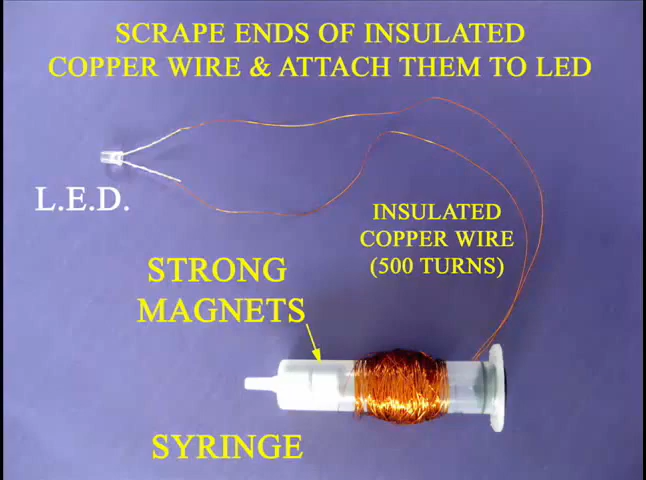 SCRAPE ENDS OF INSULATED
COPPER WIRE & ATTACH THEM TO LED
L.E.D.
INSULATED
COPPER WIRE
(500 TURNS)
STRONG
MAGNETS
SYRINGE